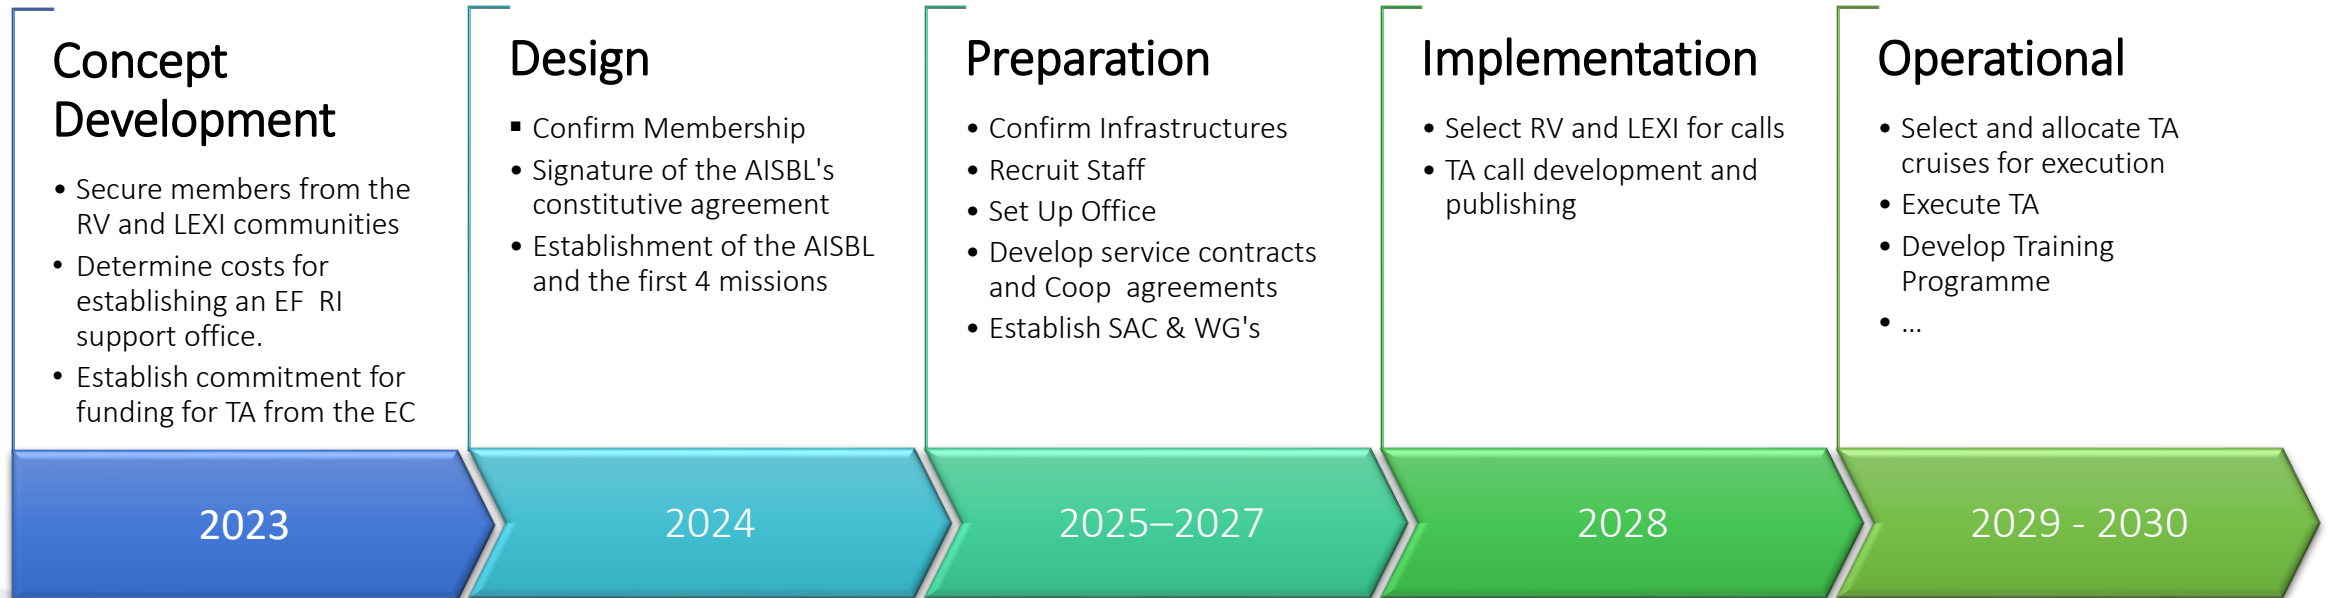 Concept
Development
• Secure members from the
RV and LEXI communities
• Determine costs for
establishing an EF  RI
support office.
• Establish commitment for
funding for TA from the EC
2023
Design
▪ Confirm Membership
• Signature of the AISBL's
constitutive agreement
• Establishment of the AISBL
and the first 4 missions
2024
Preparation
• Confirm Infrastructures
• Recruit Staff
• Set Up Office
• Develop service contracts
and Coop  agreements
• Establish SAC & WG's
2025–2027
Implementation
• Select RV and LEXI for calls
• TA call development and
publishing
2028
Operational
• Select and allocate TA
cruises for execution
• Execute TA
• Develop Training
Programme
• ...
2029 - 2030